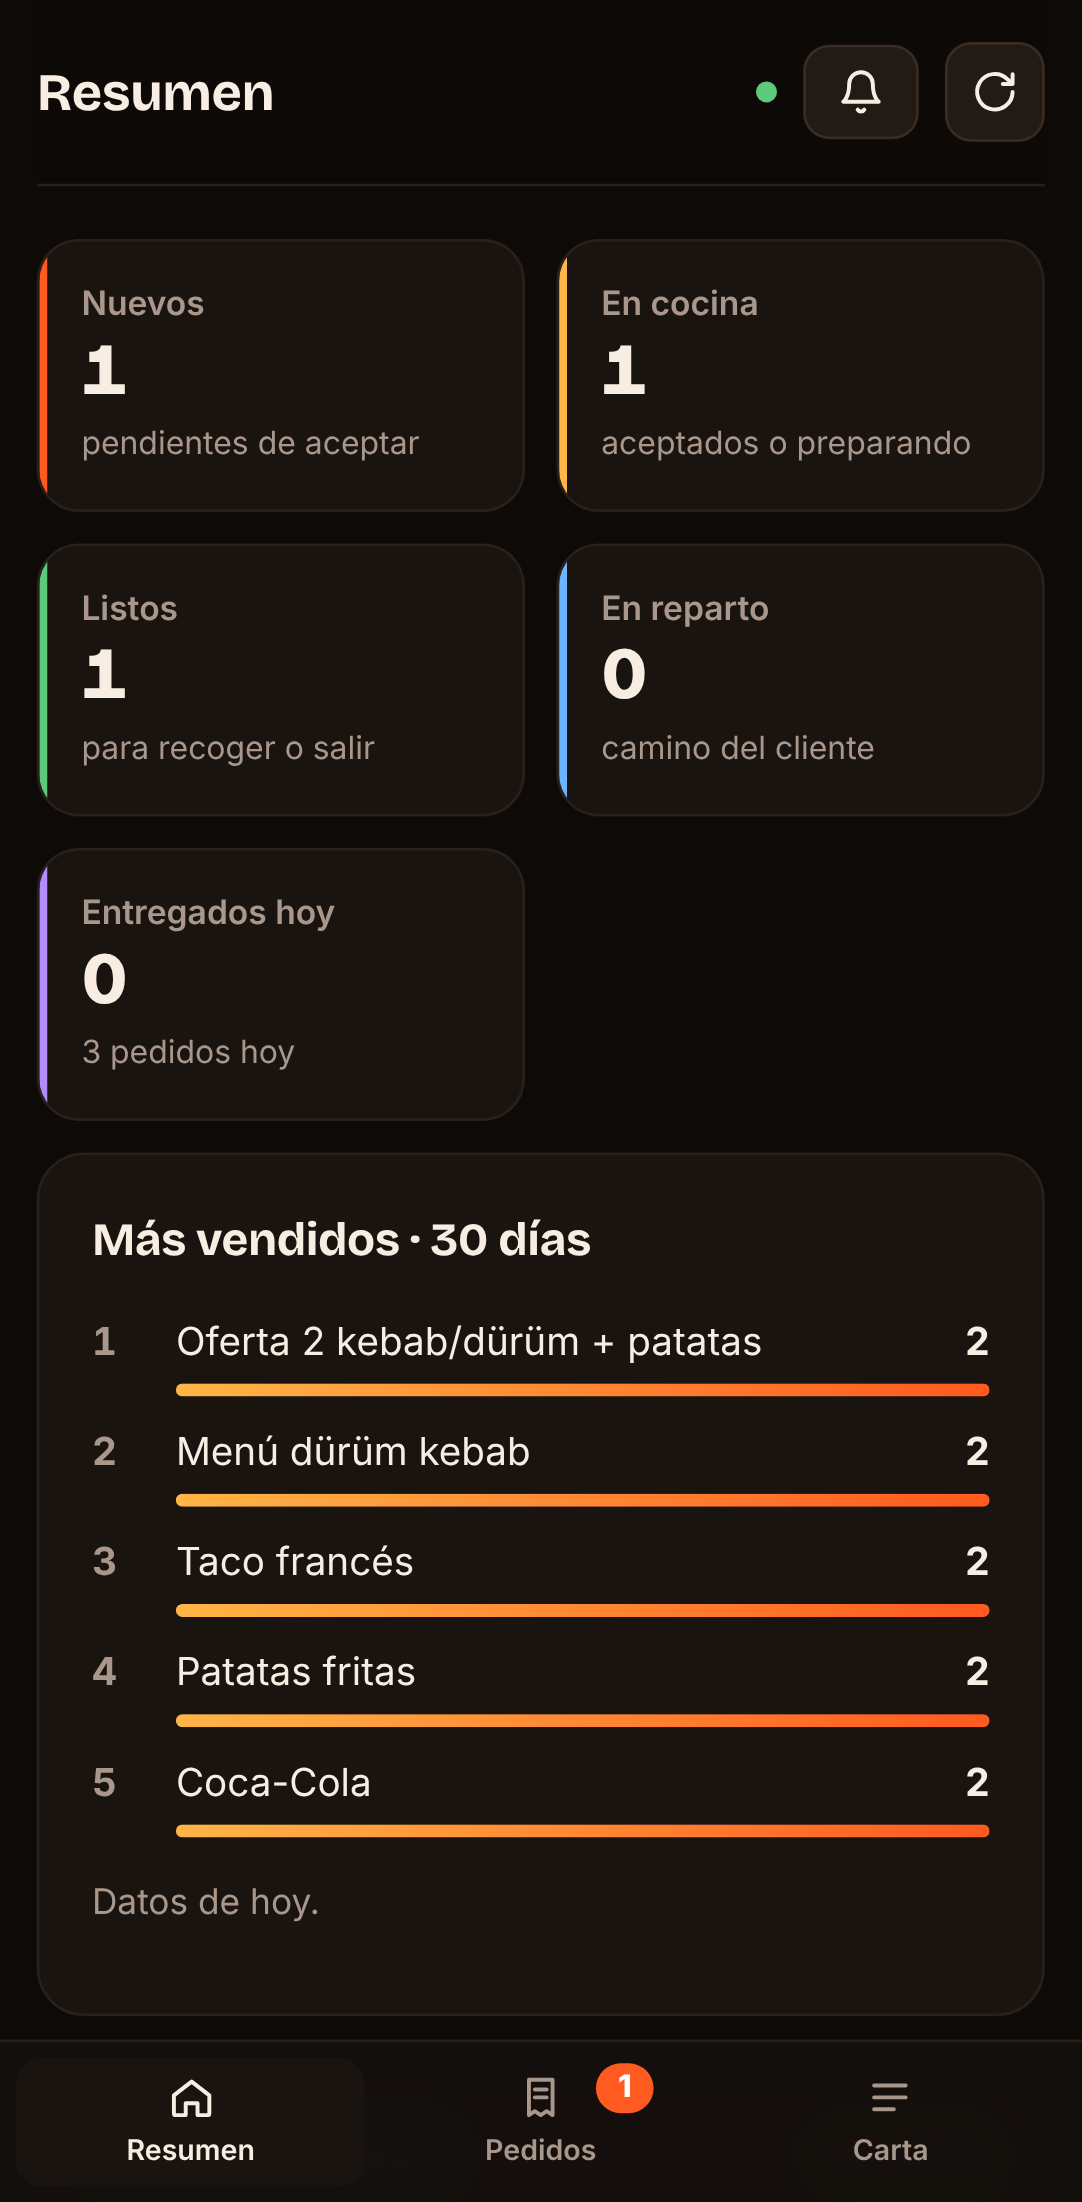 Resumen
Nuevos
1
pendientes de aceptar
En cocina
1
aceptados o preparando
Listos
1
para recoger o salir
En reparto
0
camino del cliente
Entregados hoy
0
3 pedidos hoy
Más vendidos · 30 días
1 Oferta 2 kebab/dürüm + patatas 2
2 Menú dürüm kebab 2
3 Taco francés 2
4 Patatas fritas 2
5 Coca-Cola 2
Datos de hoy.
Resumen
Pedidos 1
Carta